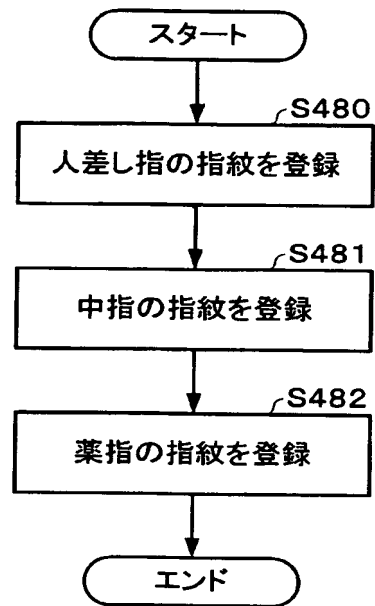 スタート
S480
人差し指の指紋を登録
S481
中指の指紋を登録
S482
薬指の指紋を登録
エンド